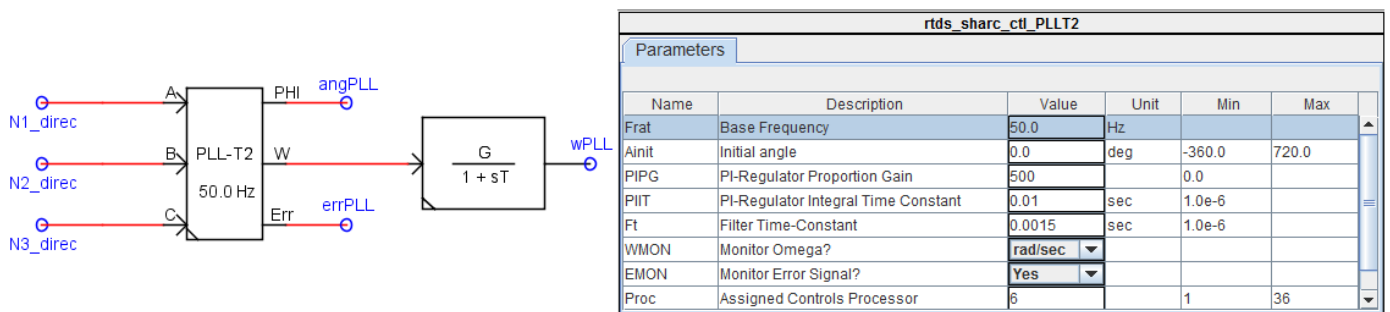 angPLL
A PHI
N1_direc
wPLL
B PLL-T2 W
G
1 + sT
N2_direc
50.0 Hz
errPLL
C Err
N3_direc
rtds_sharc_ctl_PLLT2
Parameters
Name Description Value Unit Min Max
Frat Base Frequency 50.0 Hz
Ainit Initial angle 0.0 deg -360.0 720.0
PIPG PI-Regulator Proportion Gain 500 0.0
PIIT PI-Regulator Integral Time Constant 0.01 sec 1.0e-6
Ft Filter Time-Constant 0.0015 sec 1.0e-6
WMON Monitor Omega? rad/sec
EMON Monitor Error Signal? Yes
Proc Assigned Controls Processor 6 1 36